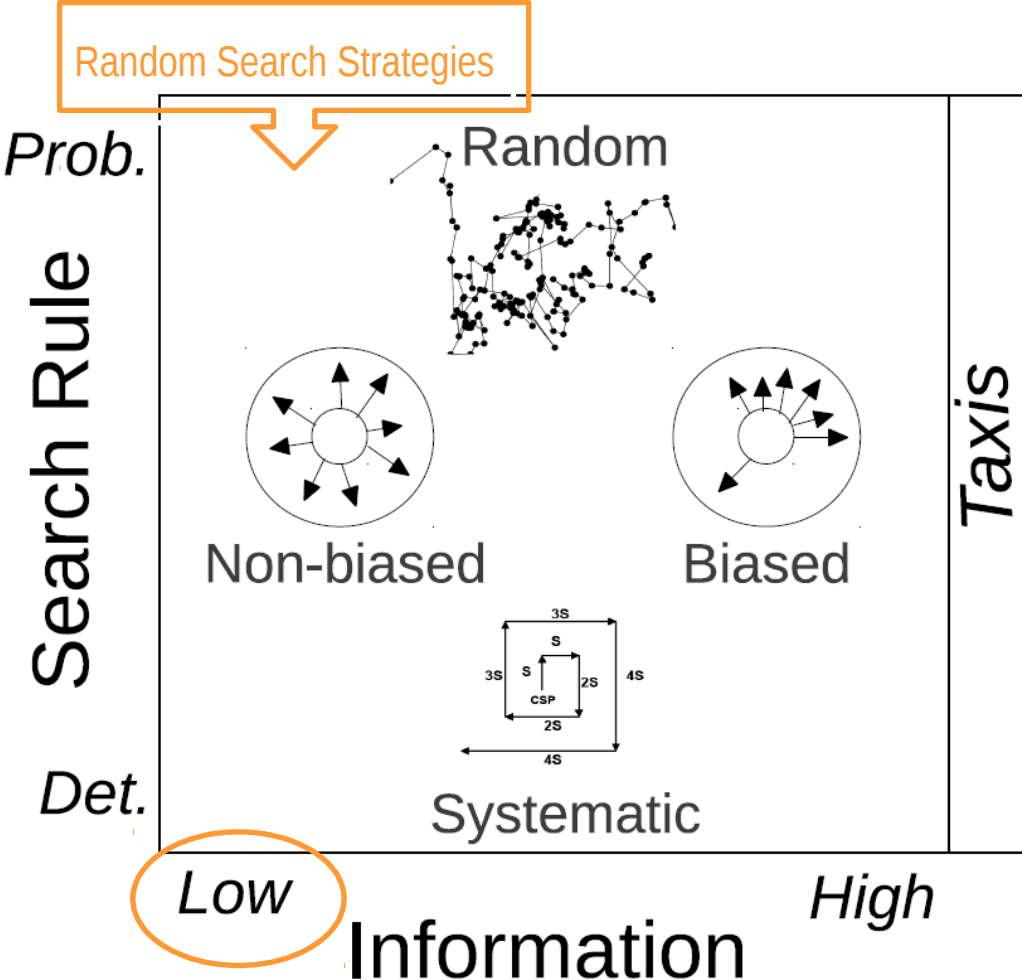 Random Search Strategies
Prob.
Random
Search Rule
Taxis
Non-biased
Biased
3S
S
3S
S
2S
4S
CSP
2S
4S
Det.
Systematic
Low
High
Information